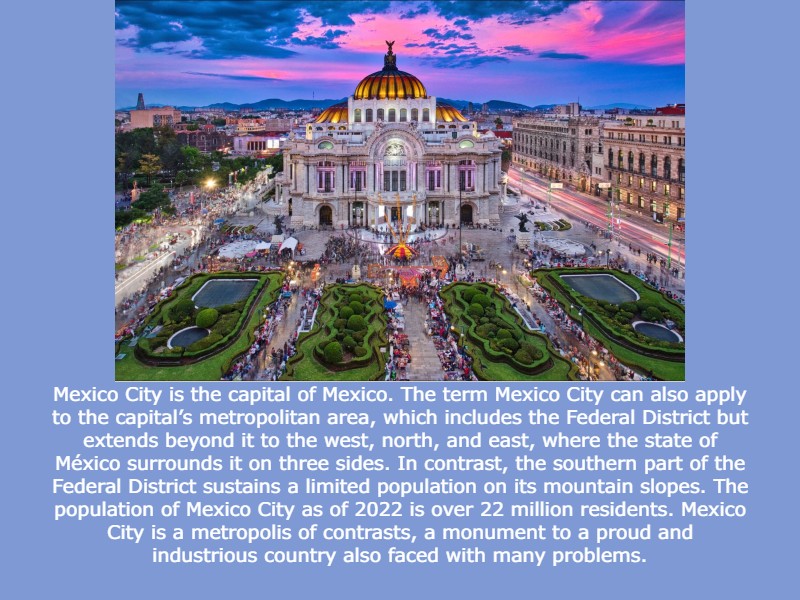 Mexico City is the capital of Mexico. The term Mexico City can also apply
to the capital’s metropolitan area, which includes the Federal District but
extends beyond it to the west, north, and east, where the state of
México surrounds it on three sides. In contrast, the southern part of the
Federal District sustains a limited population on its mountain slopes. The
population of Mexico City as of 2022 is over 22 million residents. Mexico
City is a metropolis of contrasts, a monument to a proud and
industrious country also faced with many problems.